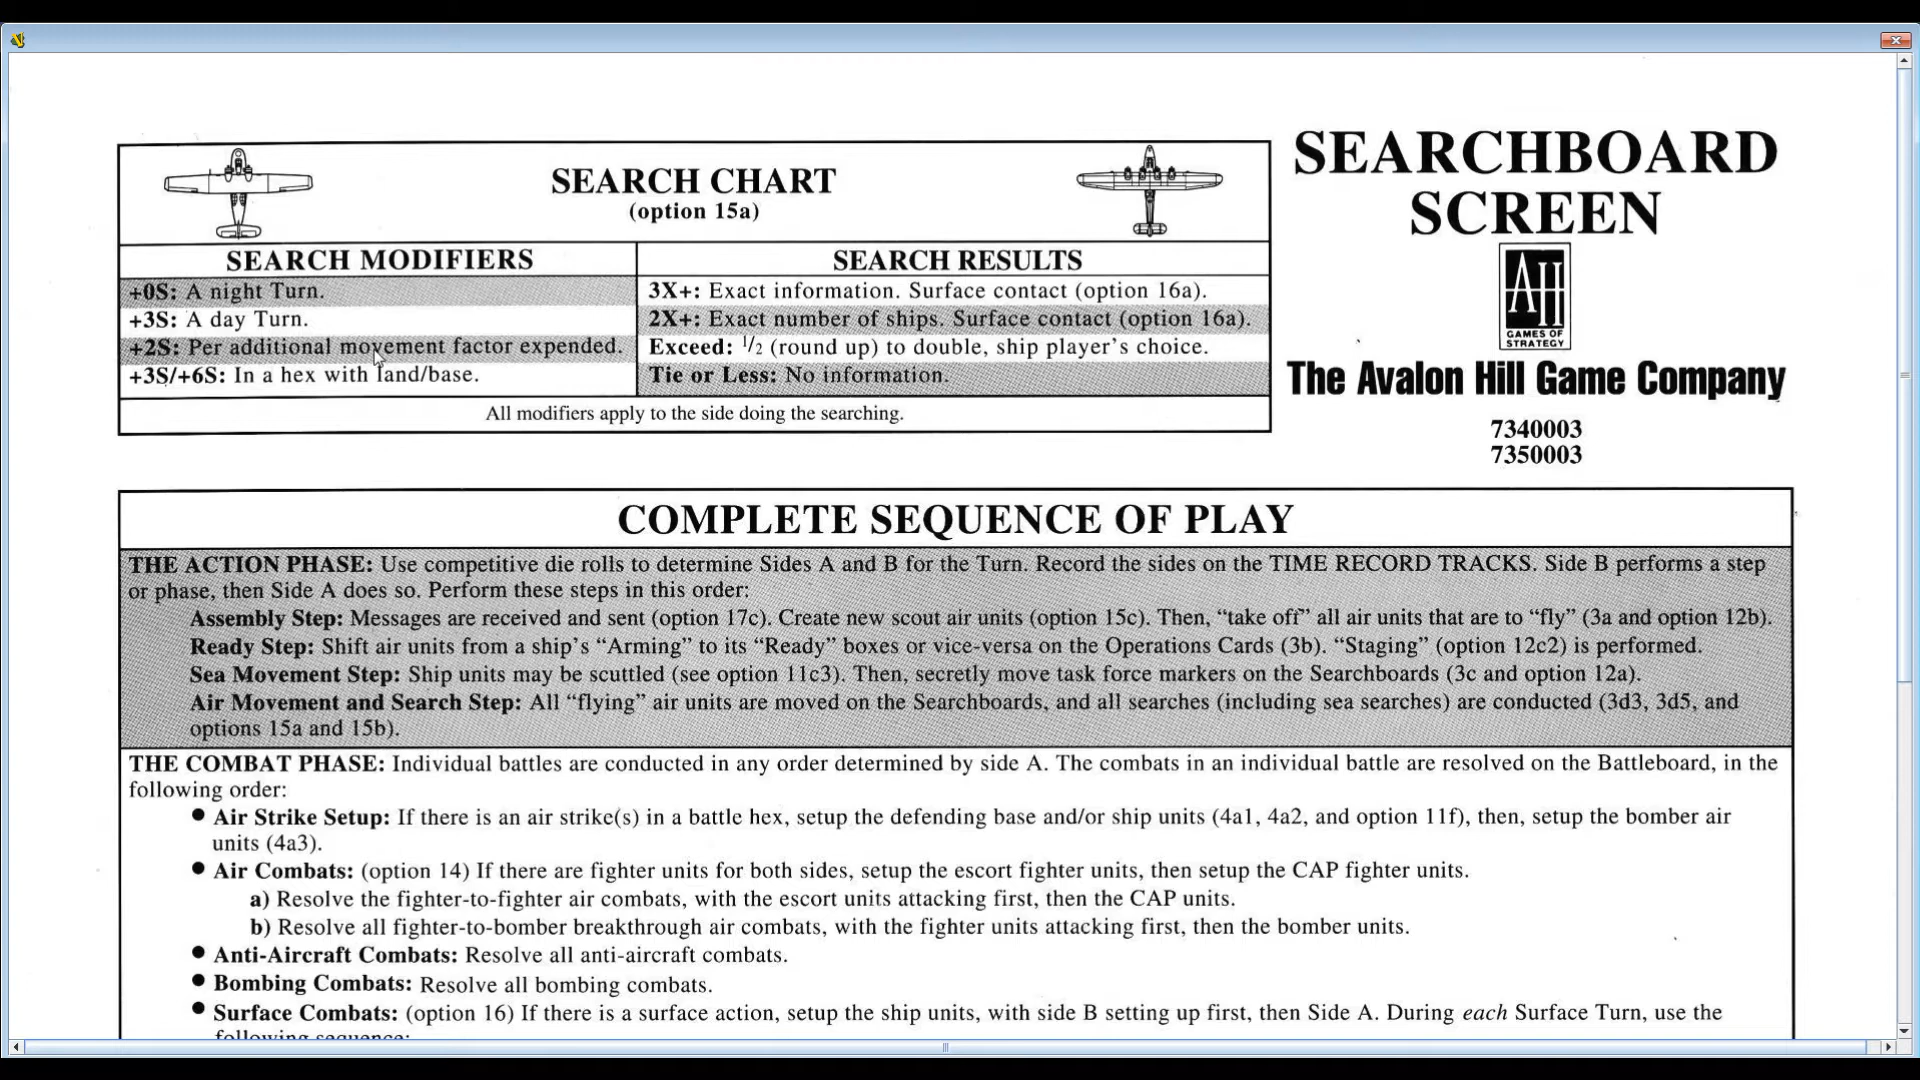 SEARCH CHART
(option 15a)
SEARCH MODIFIERS
+0S: A night Turn.
+3S: A day Turn.
+2S: Per additional movement factor expended.
+3S/+6S: In a hex with land/base.
SEARCH RESULTS
3X+: Exact information. Surface contact (option 16a).
2X+: Exact number of ships. Surface contact (option 16a).
Exceed: 1/2 (round up) to double, ship player's choice.
Tie or Less: No information.
All modifiers apply to the side doing the searching.
SEARCHBOARD
SCREEN
AH
GAMES OF
STRATEGY
The Avalon Hill Game Company
7340003
7350003
COMPLETE SEQUENCE OF PLAY
THE ACTION PHASE: Use competitive die rolls to determine Sides A and B for the Turn. Record the sides on the TIME RECORD TRACKS. Side B performs a step
or phase, then Side A does so. Perform these steps in this order:
Assembly Step: Messages are received and sent (option 17c). Create new scout air units (option 15c). Then, “take off” all air units that are to “fly” (3a and option 12b).
Ready Step: Shift air units from a ship's “Arming” to its “Ready” boxes or vice-versa on the Operations Cards (3b). “Staging” (option 12c2) is performed.
Sea Movement Step: Ship units may be scuttled (see option 11c3). Then, secretly move task force markers on the Searchboards (3c and option 12a).
Air Movement and Search Step: All “flying” air units are moved on the Searchboards, and all searches (including sea searches) are conducted (3d3, 3d5, and
options 15a and 15b).
THE COMBAT PHASE: Individual battles are conducted in any order determined by side A. The combats in an individual battle are resolved on the Battleboard, in the
following order:
● Air Strike Setup: If there is an air strike(s) in a battle hex, setup the defending base and/or ship units (4a1, 4a2, and option 11f), then, setup the bomber air
units (4a3).
● Air Combats: (option 14) If there are fighter units for both sides, setup the escort fighter units, then setup the CAP fighter units.
a) Resolve the fighter-to-fighter air combats, with the escort units attacking first, then the CAP units.
b) Resolve all fighter-to-bomber breakthrough air combats, with the fighter units attacking first, then the bomber units.
● Anti-Aircraft Combats: Resolve all anti-aircraft combats.
● Bombing Combats: Resolve all bombing combats.
● Surface Combats: (option 16) If there is a surface action, setup the ship units, with side B setting up first, then Side A. During each Surface Turn, use the
following sequence: